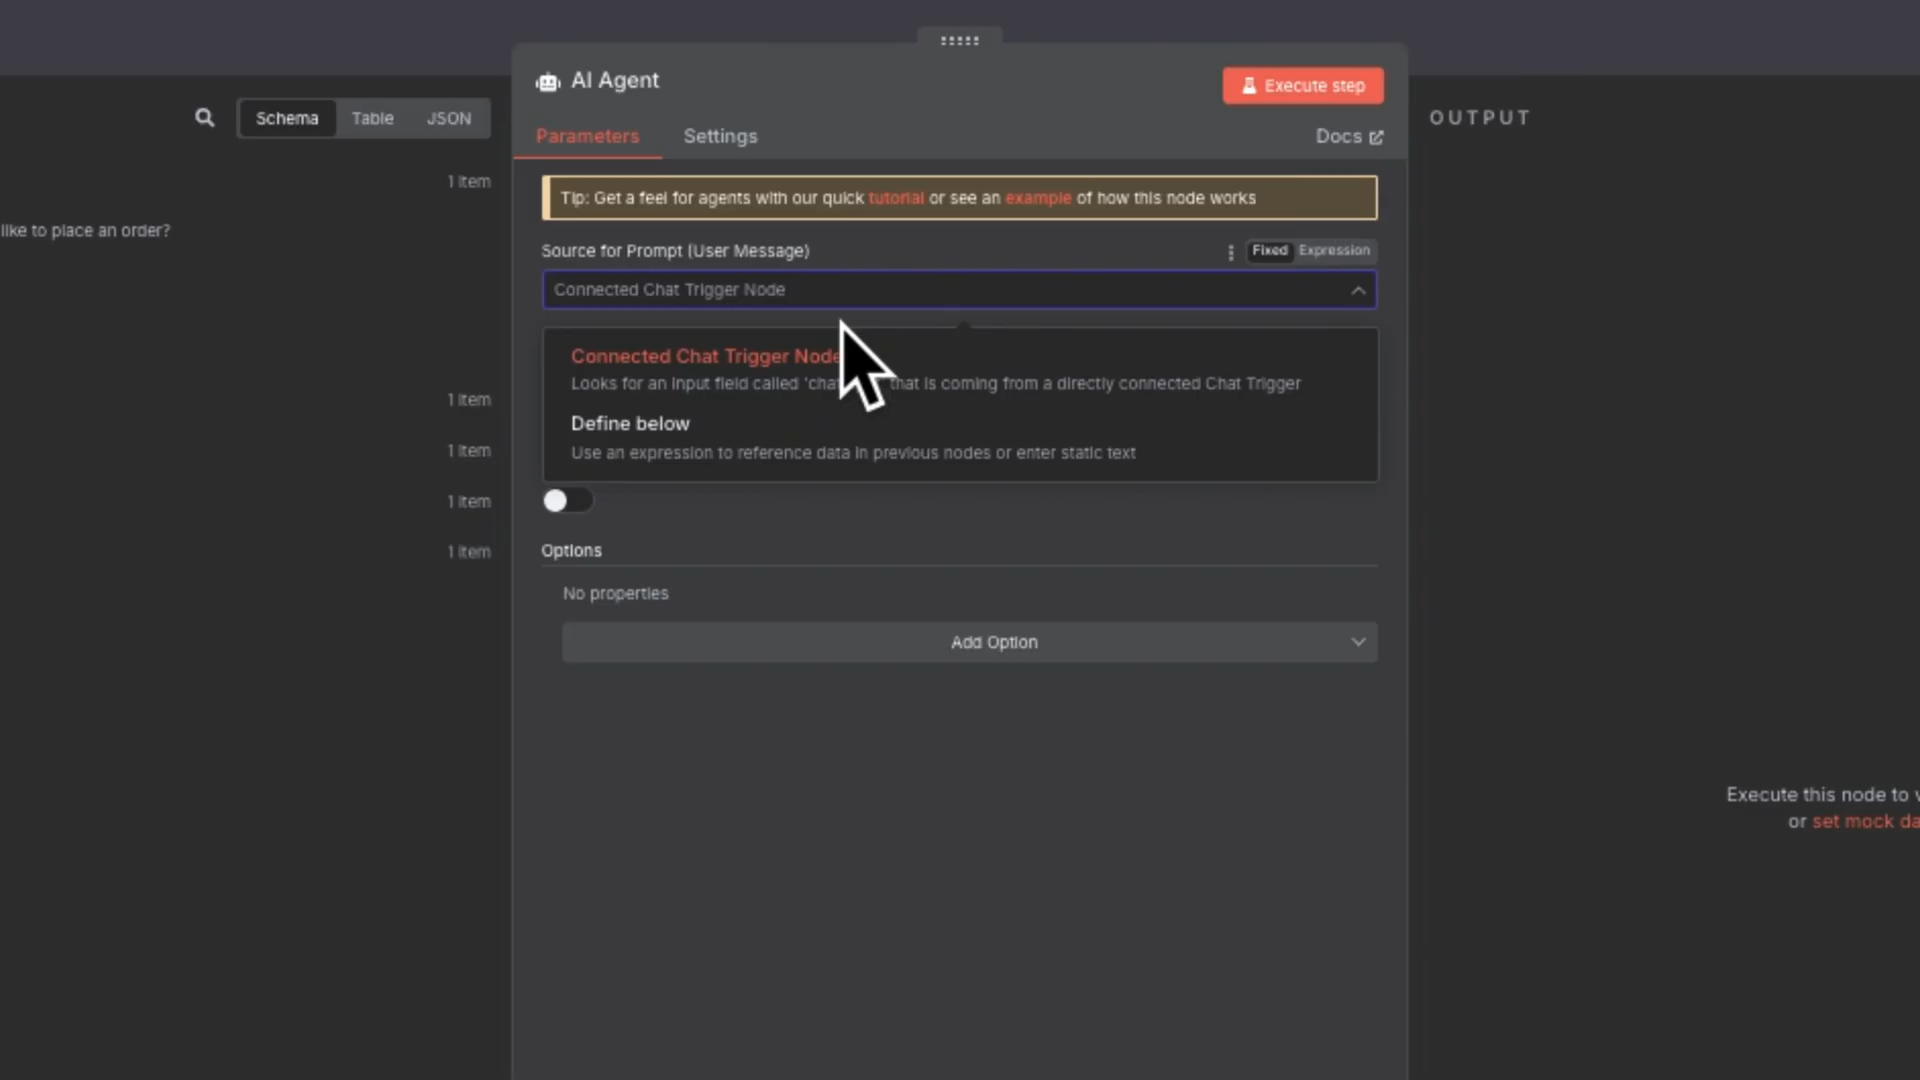 AI Agent
Execute step
Schema
Table
JSON
OUTPUT
Parameters
Settings
Docs
1 item
Tip: Get a feel for agents with our quick tutorial or see an example of how this node works
like to place an order?
Source for Prompt (User Message)
Fixed
Expression
Connected Chat Trigger Node
Connected Chat Trigger Node
Looks for an input field called that is coming from a directly connected Chat Trigger
1 item
Define below
1 item
Use an expression to reference data in previous nodes or enter static text
1 item
Options
1 item
No properties
Add Option
Execute this node to
or set mock